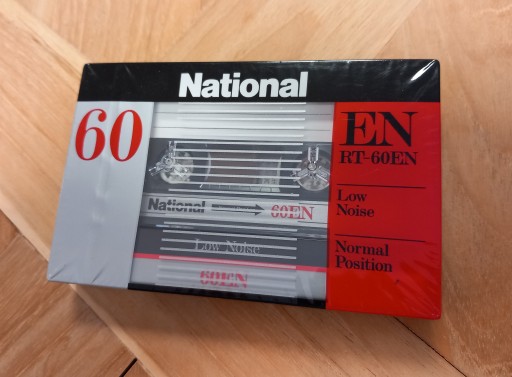 National
60
EN
RT-60EN
Low
Noise
Normal
Position
National 60EN
Low Noise
60EN